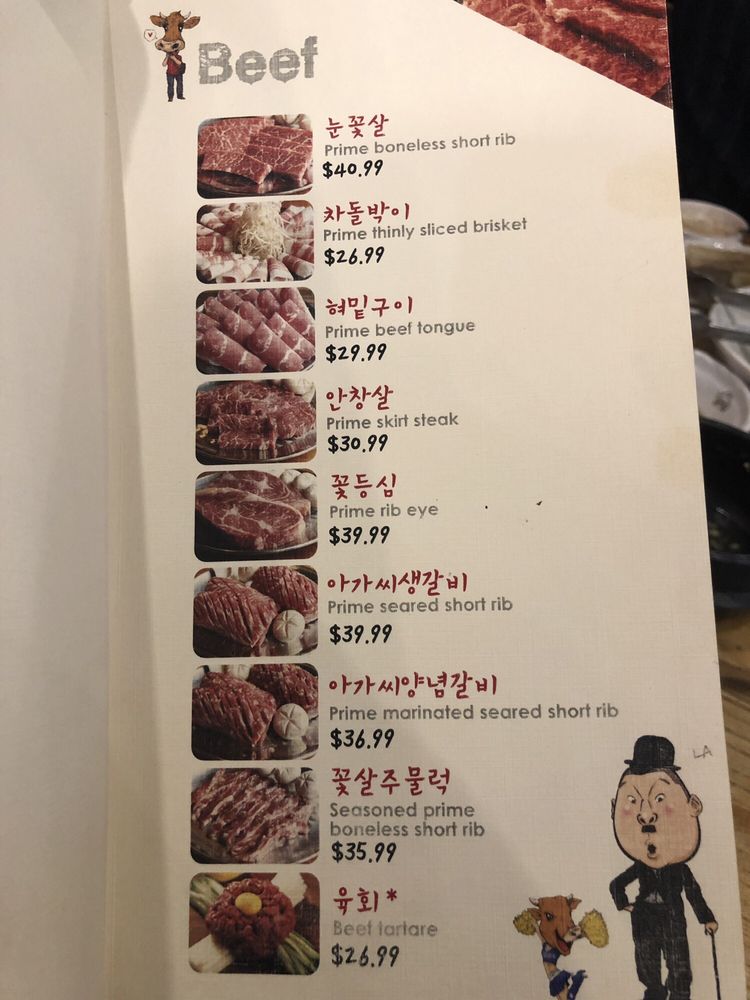 Beef
눈꽃살
Prime boneless short rib
$40.99
차돌박이
Prime thinly sliced brisket
$26.99
혀밑구이
Prime beef tongue
$29.99
안창살
Prime skirt steak
$30.99
꽃등심
Prime rib eye
$39.99
아가씨생갈비
Prime seared short rib
$39.99
아가씨양념갈비
Prime marinated seared short rib
$36.99
꽃살주물럭
Seasoned prime
boneless short rib
$35.99
육회*
Beef tartare
$26.99
LA